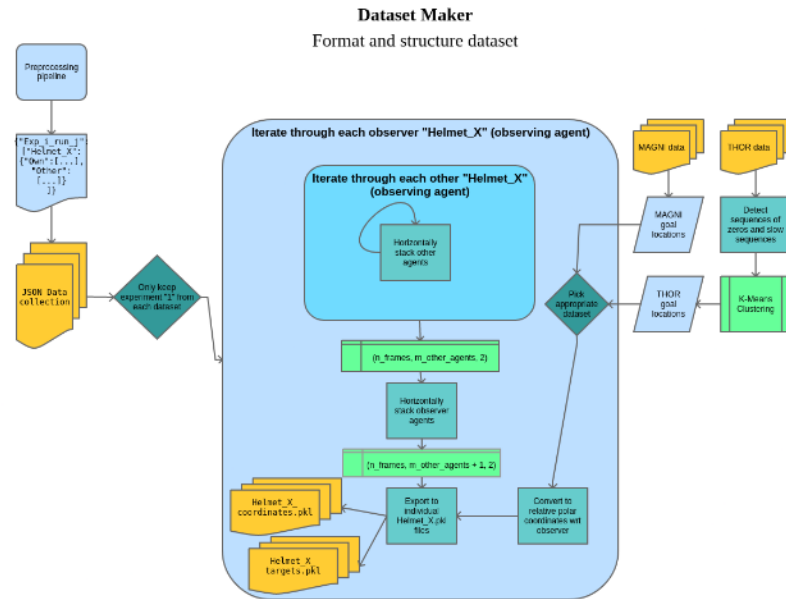 Dataset Maker
Format and structure dataset
Preprocessing
pipeline
{"Exp_i_run_j":
["Helmet_X":
{"Own":[...],
"Other":
[...]}
]}
JSON Data
collection
Only keep
experiment "1" from
each dataset
Iterate through each observer "Helmet_X" (observing agent)
Iterate through each other "Helmet_X"
(observing agent)
Horizontally
stack other
agents
(n_frames, m_other_agents, 2)
Horizontally
stack observer
agents
(n_frames, m_other_agents + 1, 2)
Export to
individual
Helmet_X.pkl
files
Helmet_X_
coordinates.pkl
Helmet_X_
targets.pkl
Convert to
relative polar
coordinates wrt
observer
Pick
appropriate
dataset
MAGNI data
MAGNI
goal
locations
THOR data
Detect
sequences of
zeros and slow
sequences
K-Means
Clustering
THOR
goal
locations